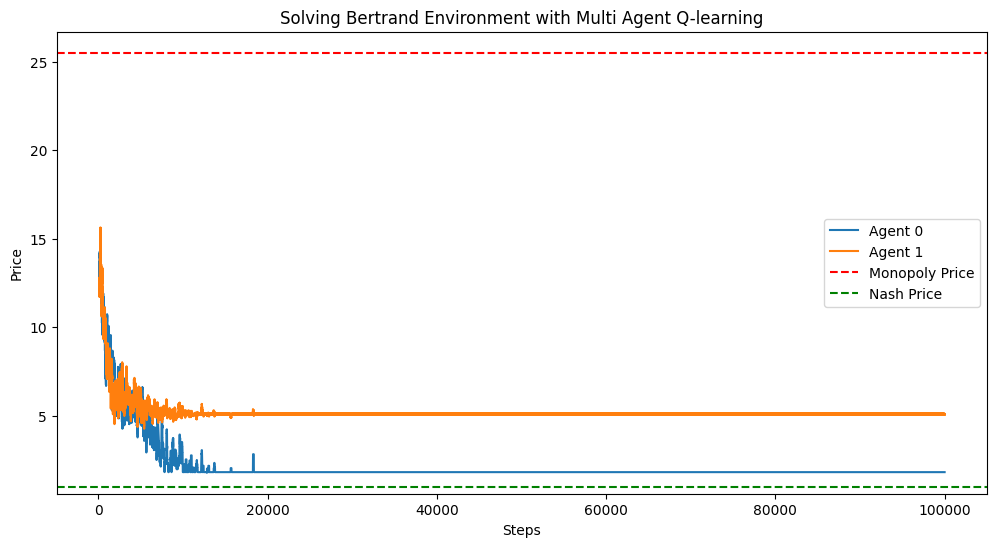 Solving Bertrand Environment with Multi Agent Q-learning
25
20
15
10
5
Price
Agent 0
Agent 1
Monopoly Price
Nash Price
0
20000
40000
60000
80000
100000
Steps